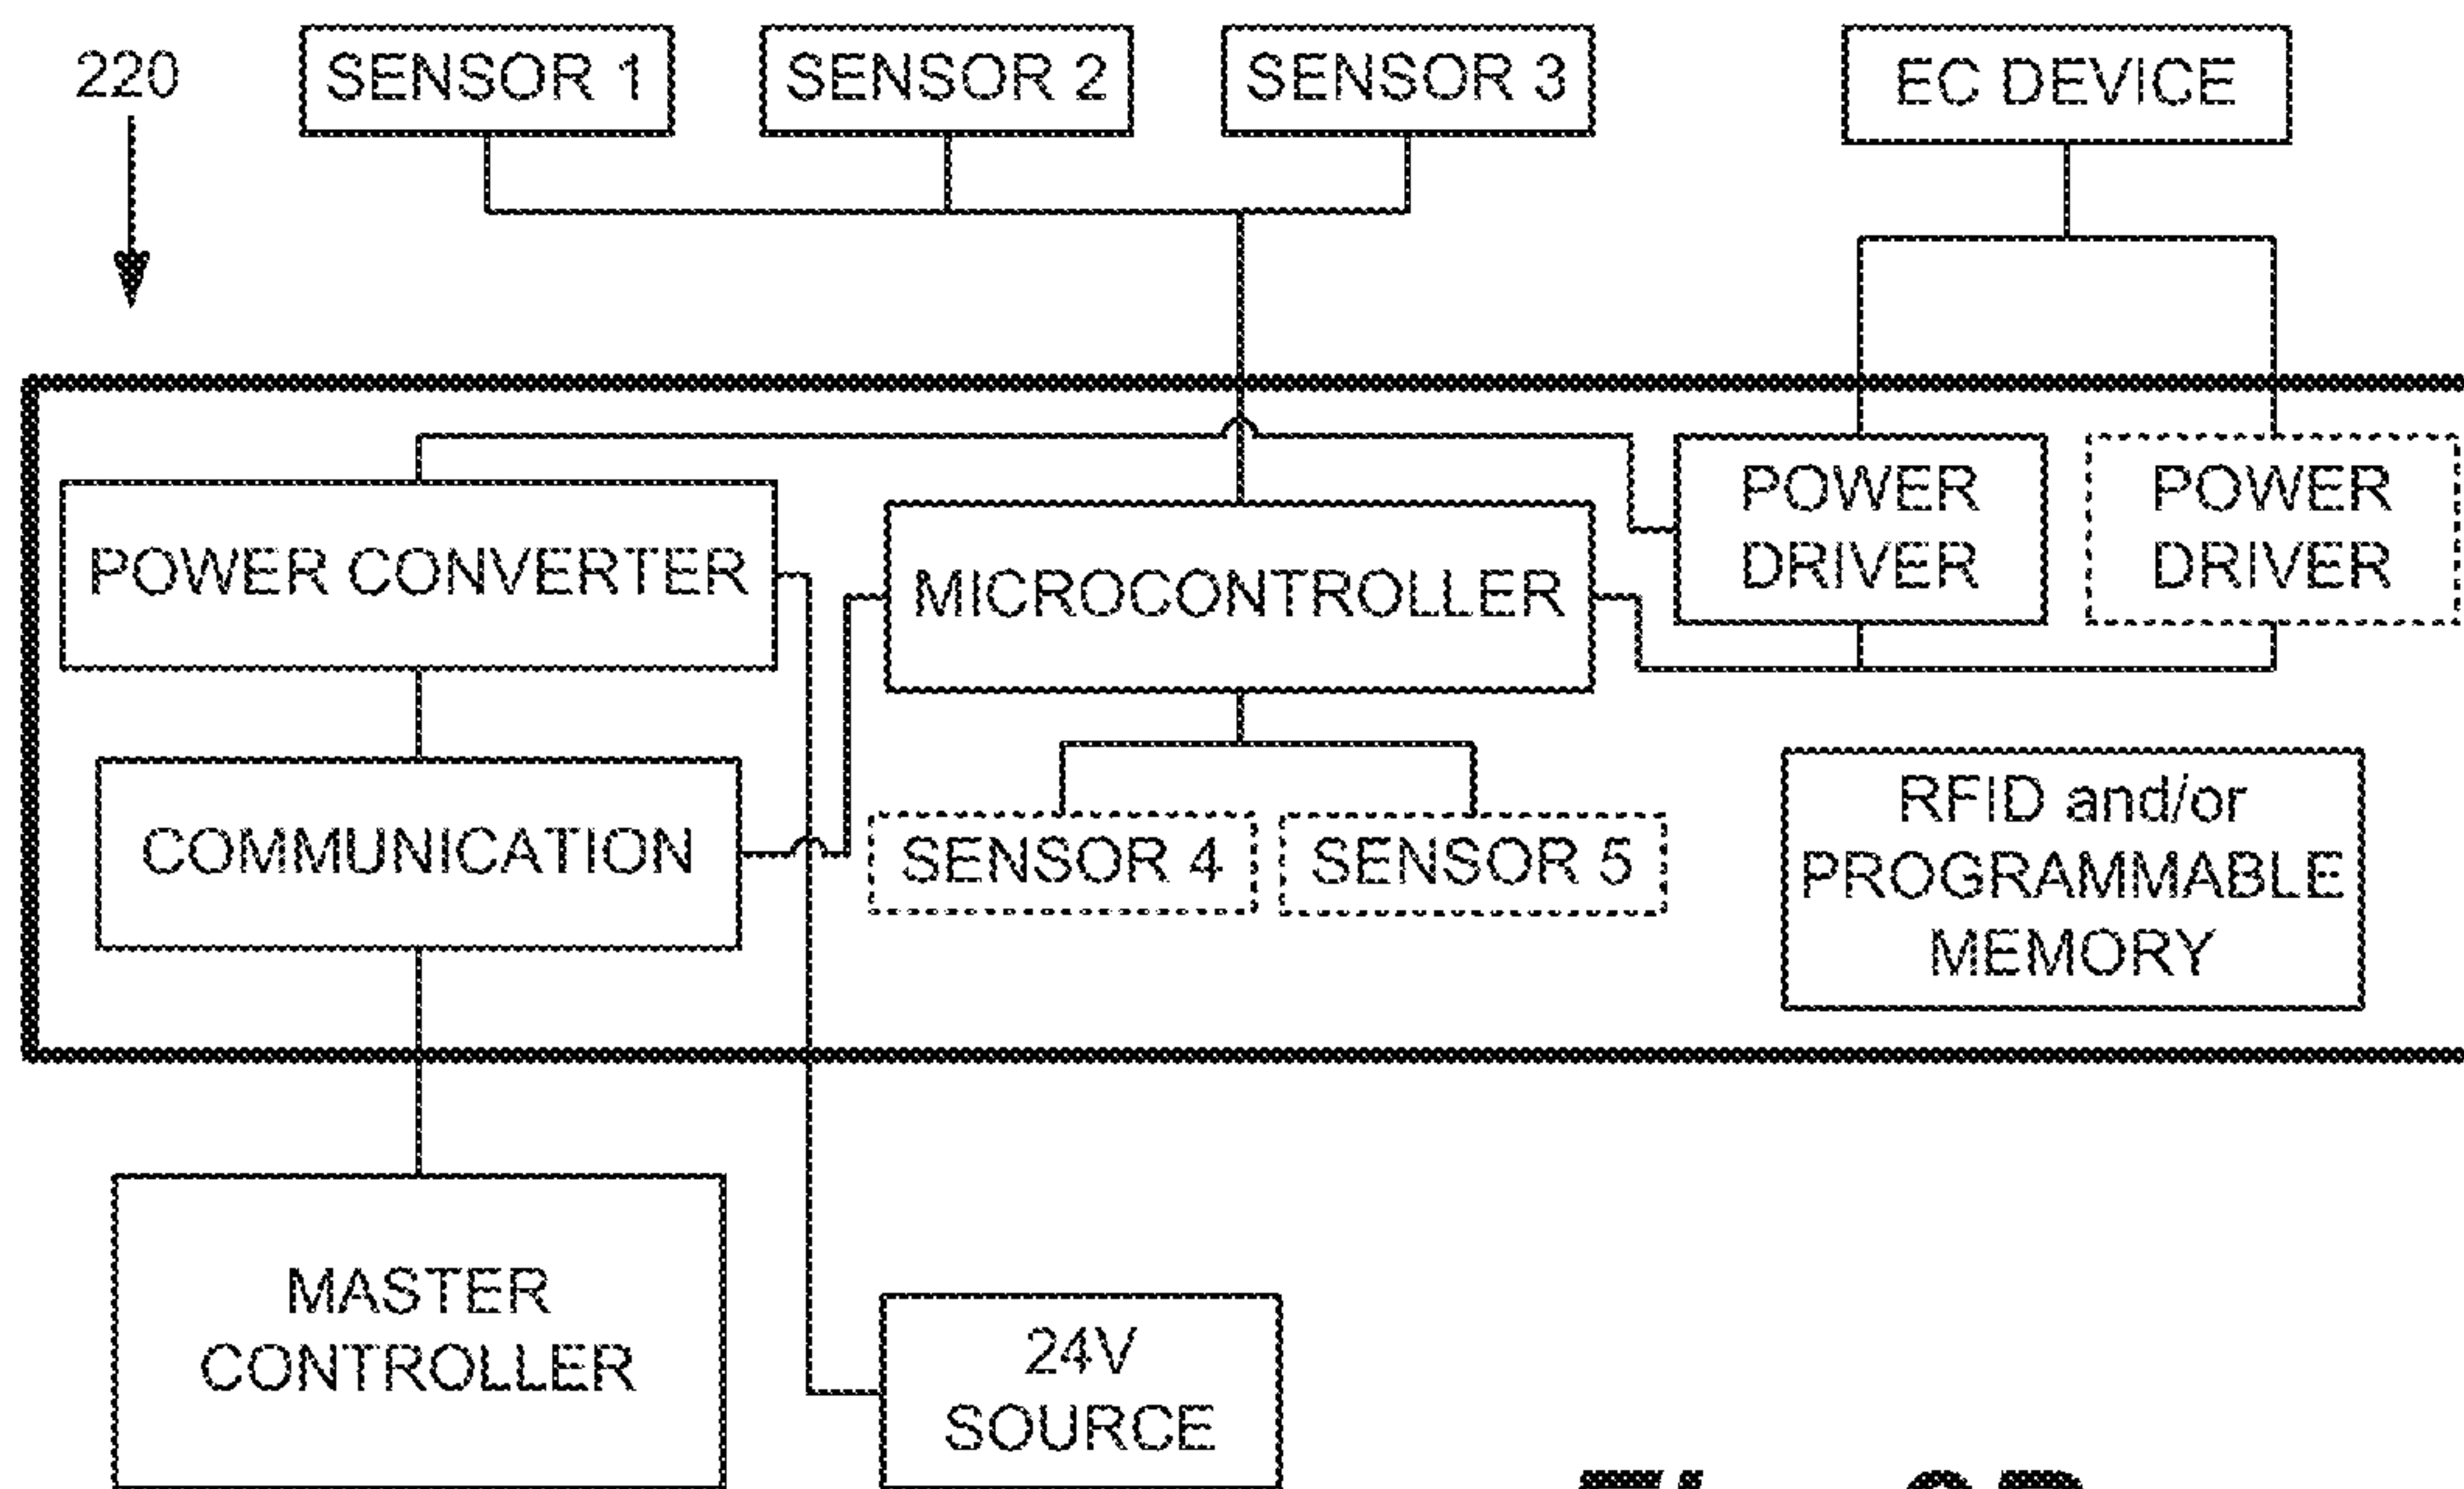 220
SENSOR 1
SENSOR 2
SENSOR 3
EC DEVICE
POWER CONVERTER
MICROCONTROLLER
POWER
DRIVER
POWER
DRIVER
COMMUNICATION
SENSOR 4
SENSOR 5
RFID and/or
PROGRAMMABLE
MEMORY
MASTER
CONTROLLER
24V
SOURCE